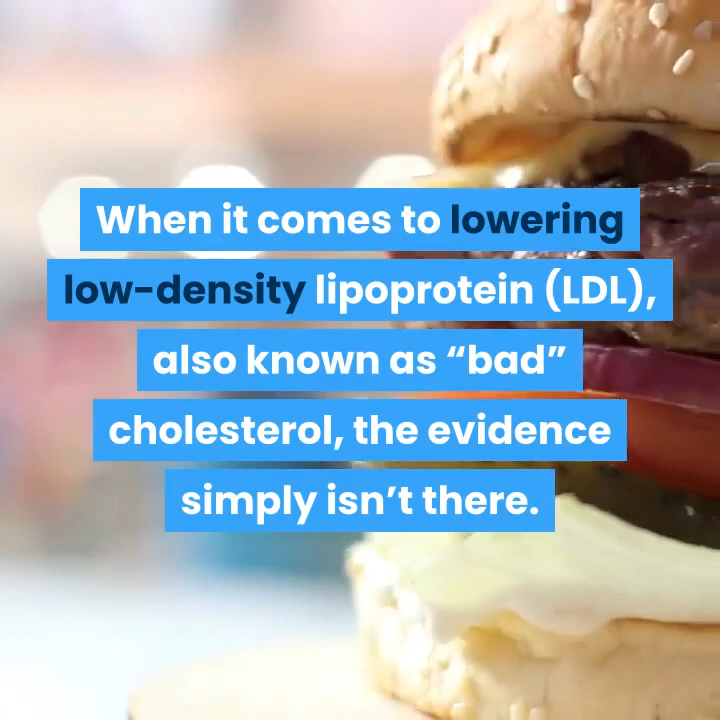 When it comes to lowering
low-density lipoprotein (LDL),
also known as “bad”
cholesterol, the evidence
simply isn’t there.